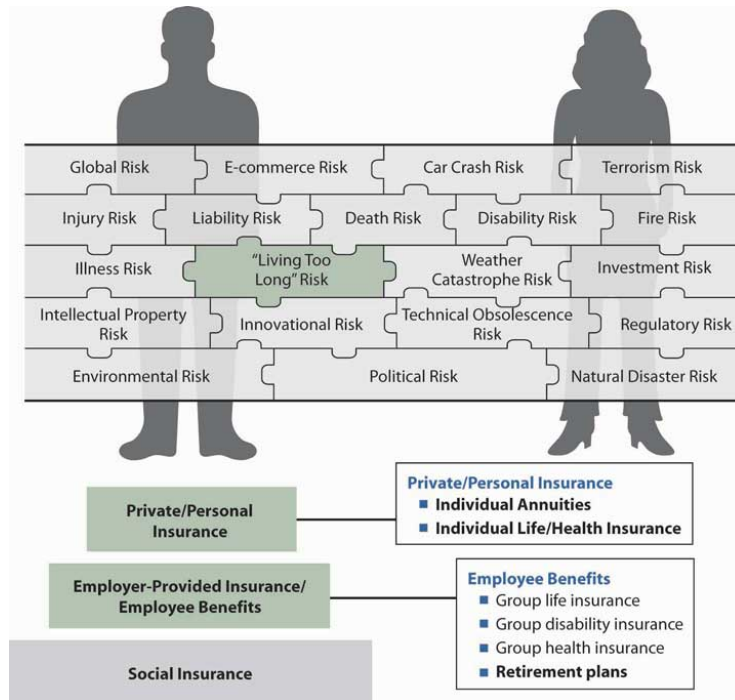 Global Risk E-commerce Risk Car Crash Risk Terrorism Risk
Injury Risk Liability Risk Death Risk Disability Risk Fire Risk
Illness Risk
“Living Too
Long” Risk
Weather
Catastrophe Risk
Investment Risk
Intellectual Property
Risk
Innovational Risk
Technical Obsolescence
Risk
Regulatory Risk
Environmental Risk Political Risk Natural Disaster Risk
Private/Personal
Insurance
Private/Personal Insurance
Individual Annuities
Individual Life/Health Insurance
Employer-Provided Insurance/
Employee Benefits
Employee Benefits
Group life insurance
Group disability insurance
Group health insurance
Retirement plans
Social Insurance